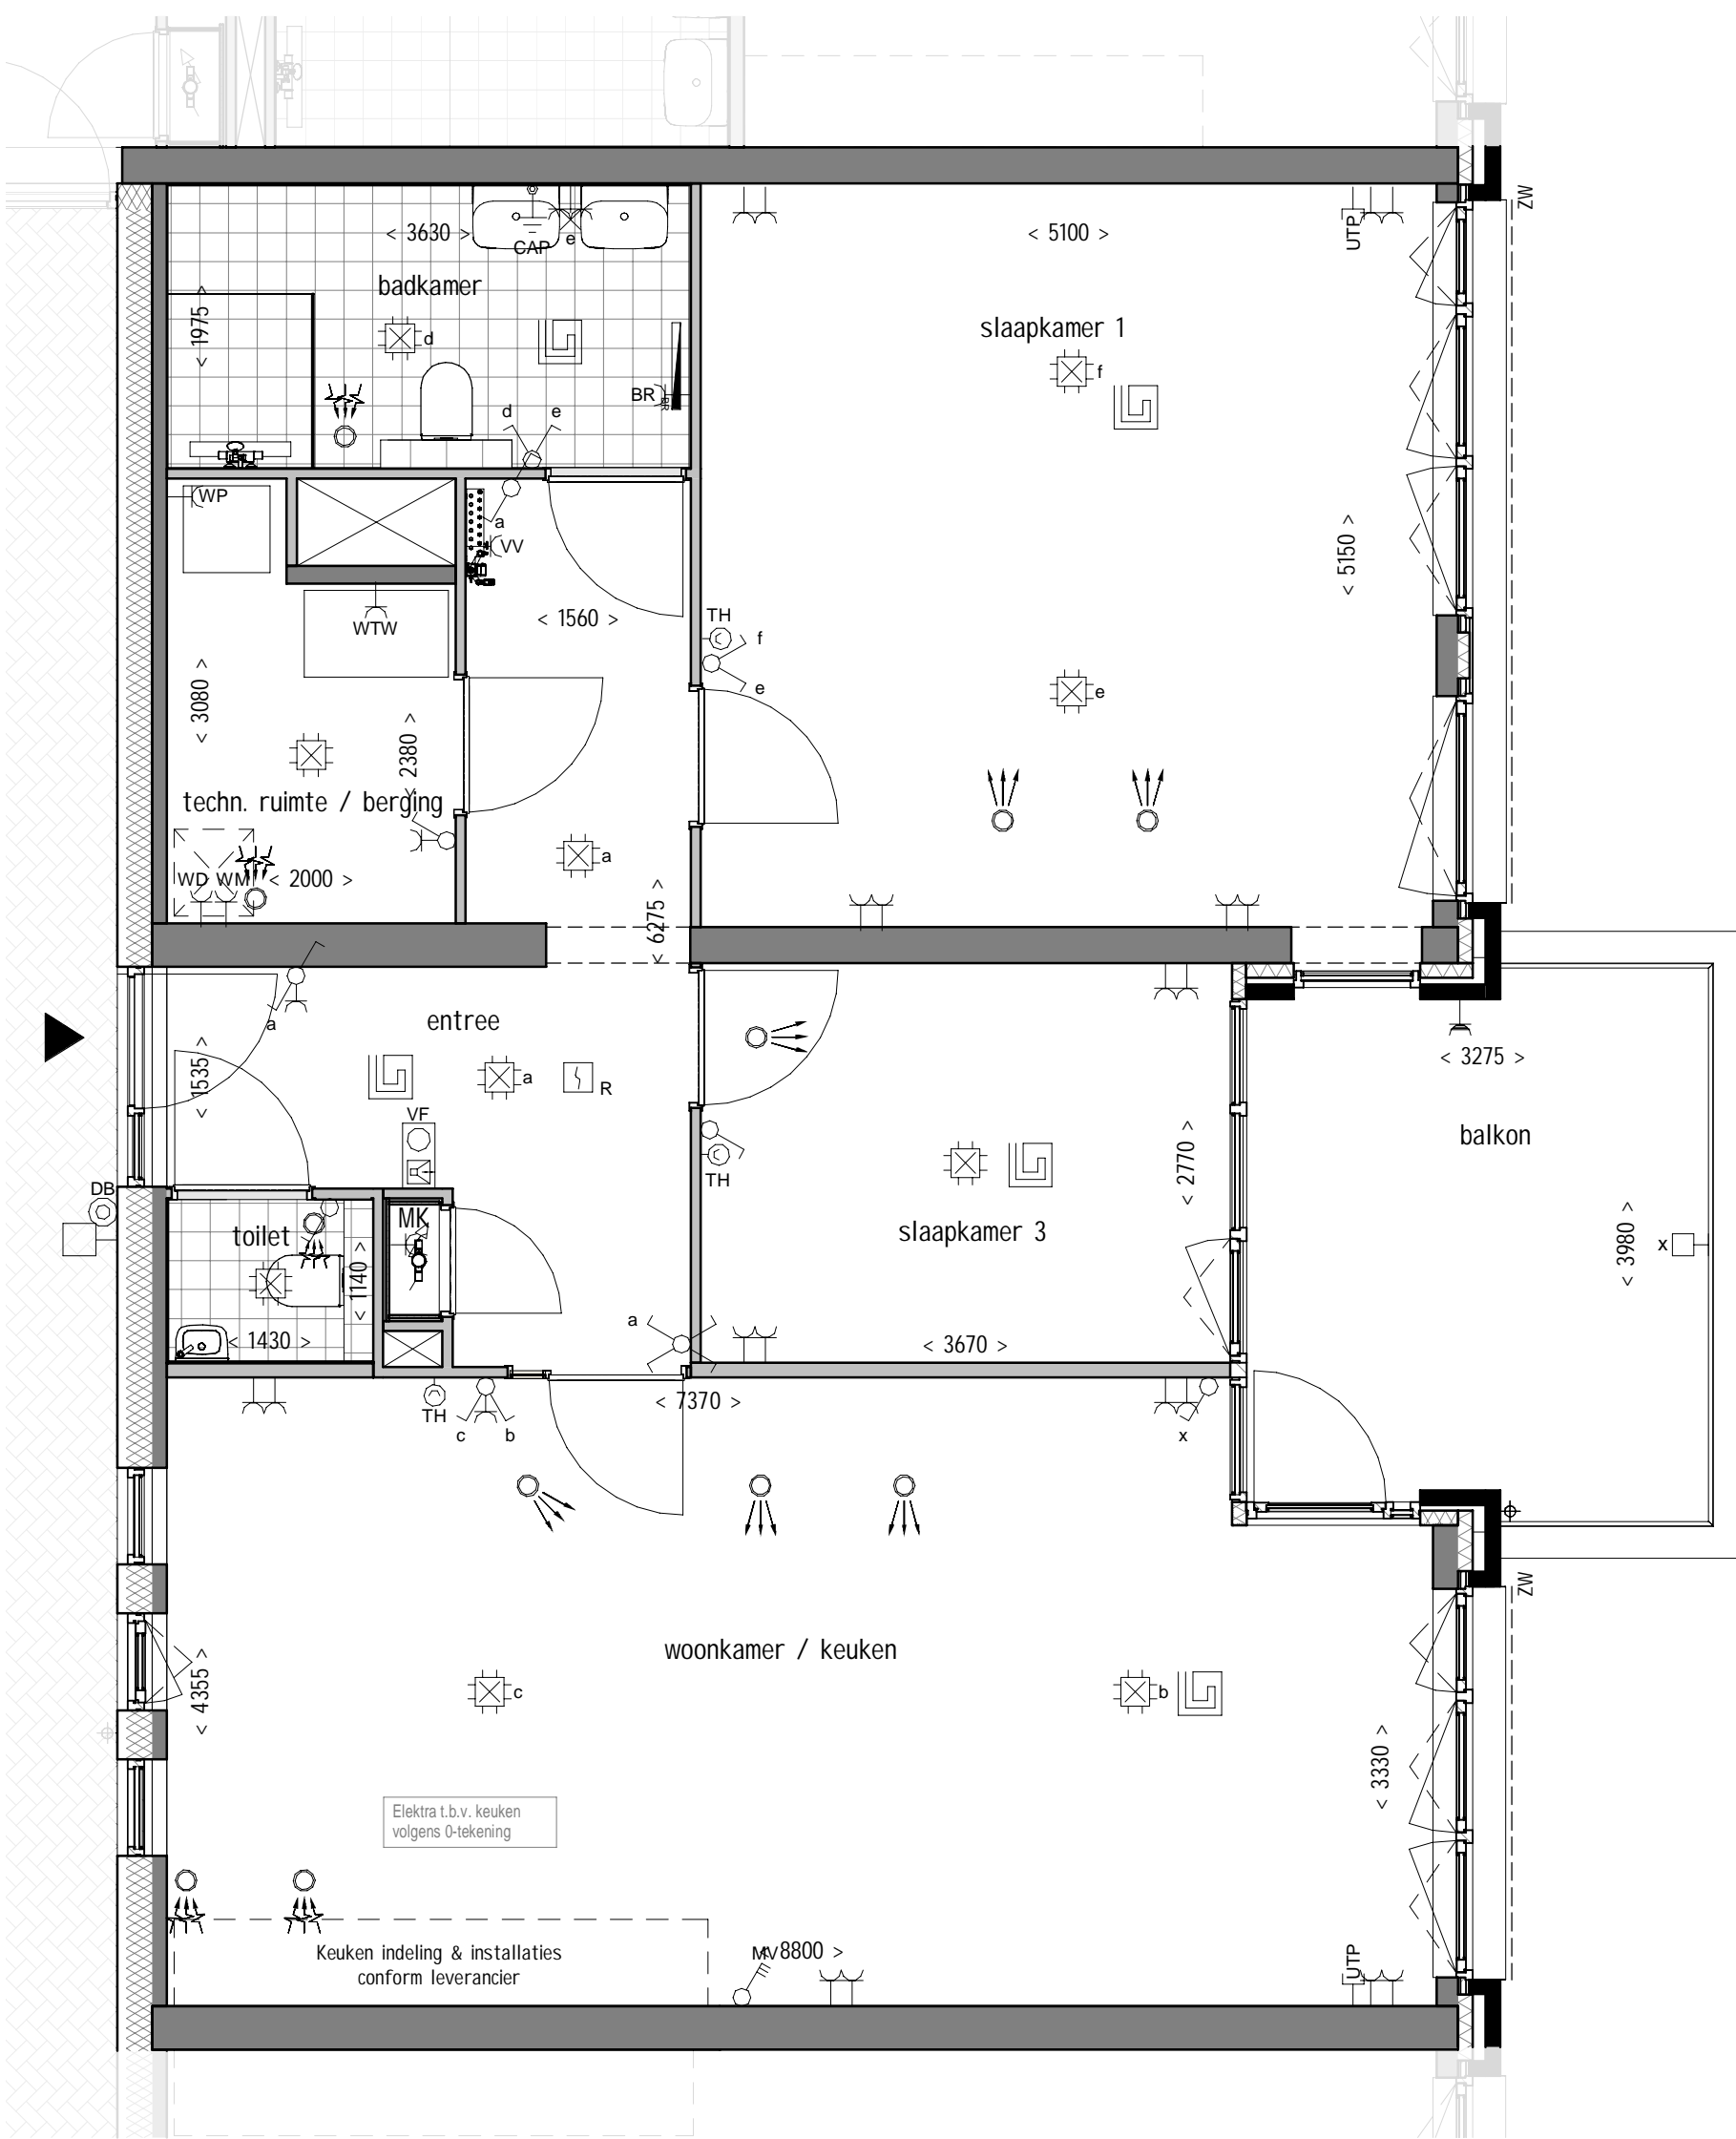 ZW
< 3630 >
CAP
e
< 5100 >
UTP
badkamer
slaapkamer 1
< 1975 >
d
f
BR
BR
d
e
WP
a
VV
< 5150 >
WTW
< 1560 >
TH
f
e
e
< 3080 >
< 2380 >
techn. ruimte / berging
a
WD
WM
< 2000 >
< 6275 >
a
entree
< 1535 >
a
R
VF
< 3275 >
balkon
< 2770 >
TH
DB
toilet
MK
slaapkamer 3
< 3980 >
x
< 1140 >
< 1430 >
a
< 3670 >
TH
c
b
< 7370 >
x
ZW
woonkamer / keuken
< 4355 >
c
b
< 3330 >
Elektra t.b.v. keuken
volgens 0-tekening
Keuken indeling & installaties
conform leverancier
MV
< 8800 >
UTP